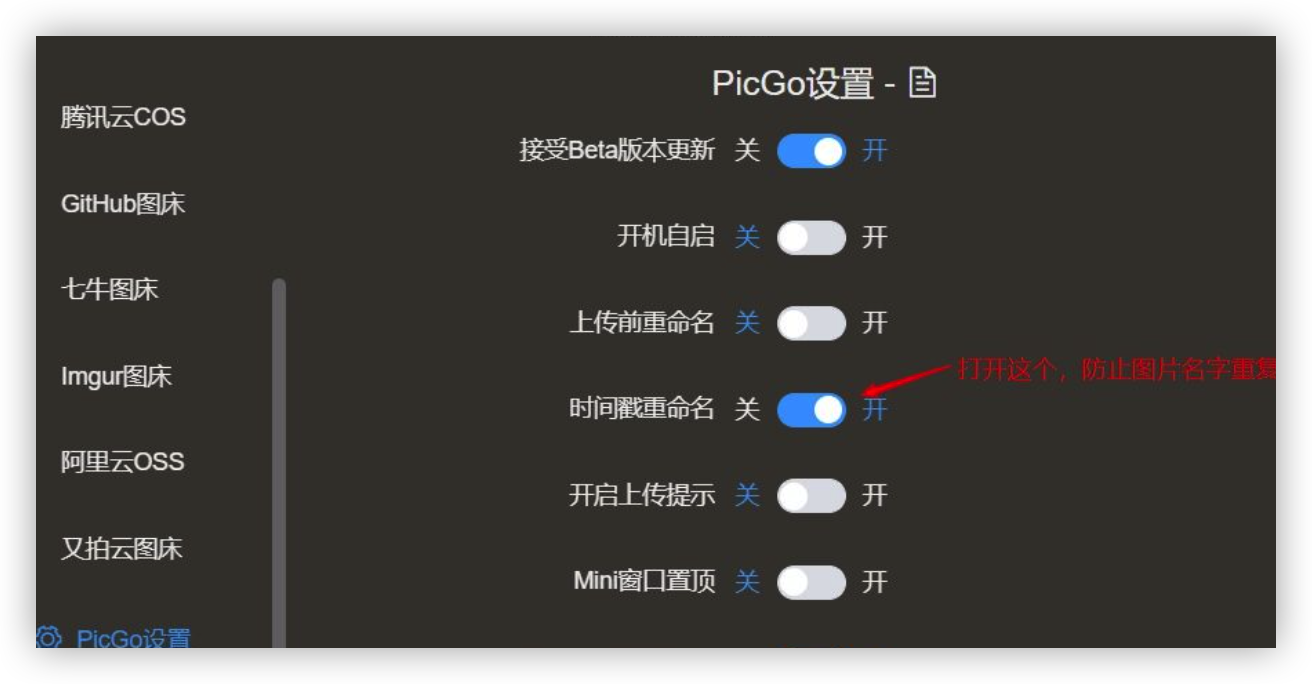 腾讯云COS
GitHub图床
七牛图床
Imgur图床
阿里云OSS
又拍云图床
PicGo设置
PicGo设置 -
接受Beta版本更新 关 开
开机自启 关 开
上传前重命名 关 开
时间戳重命名 关 开
打开这个，防止图片名字重复
开启上传提示 关 开
Mini窗口置顶 关 开